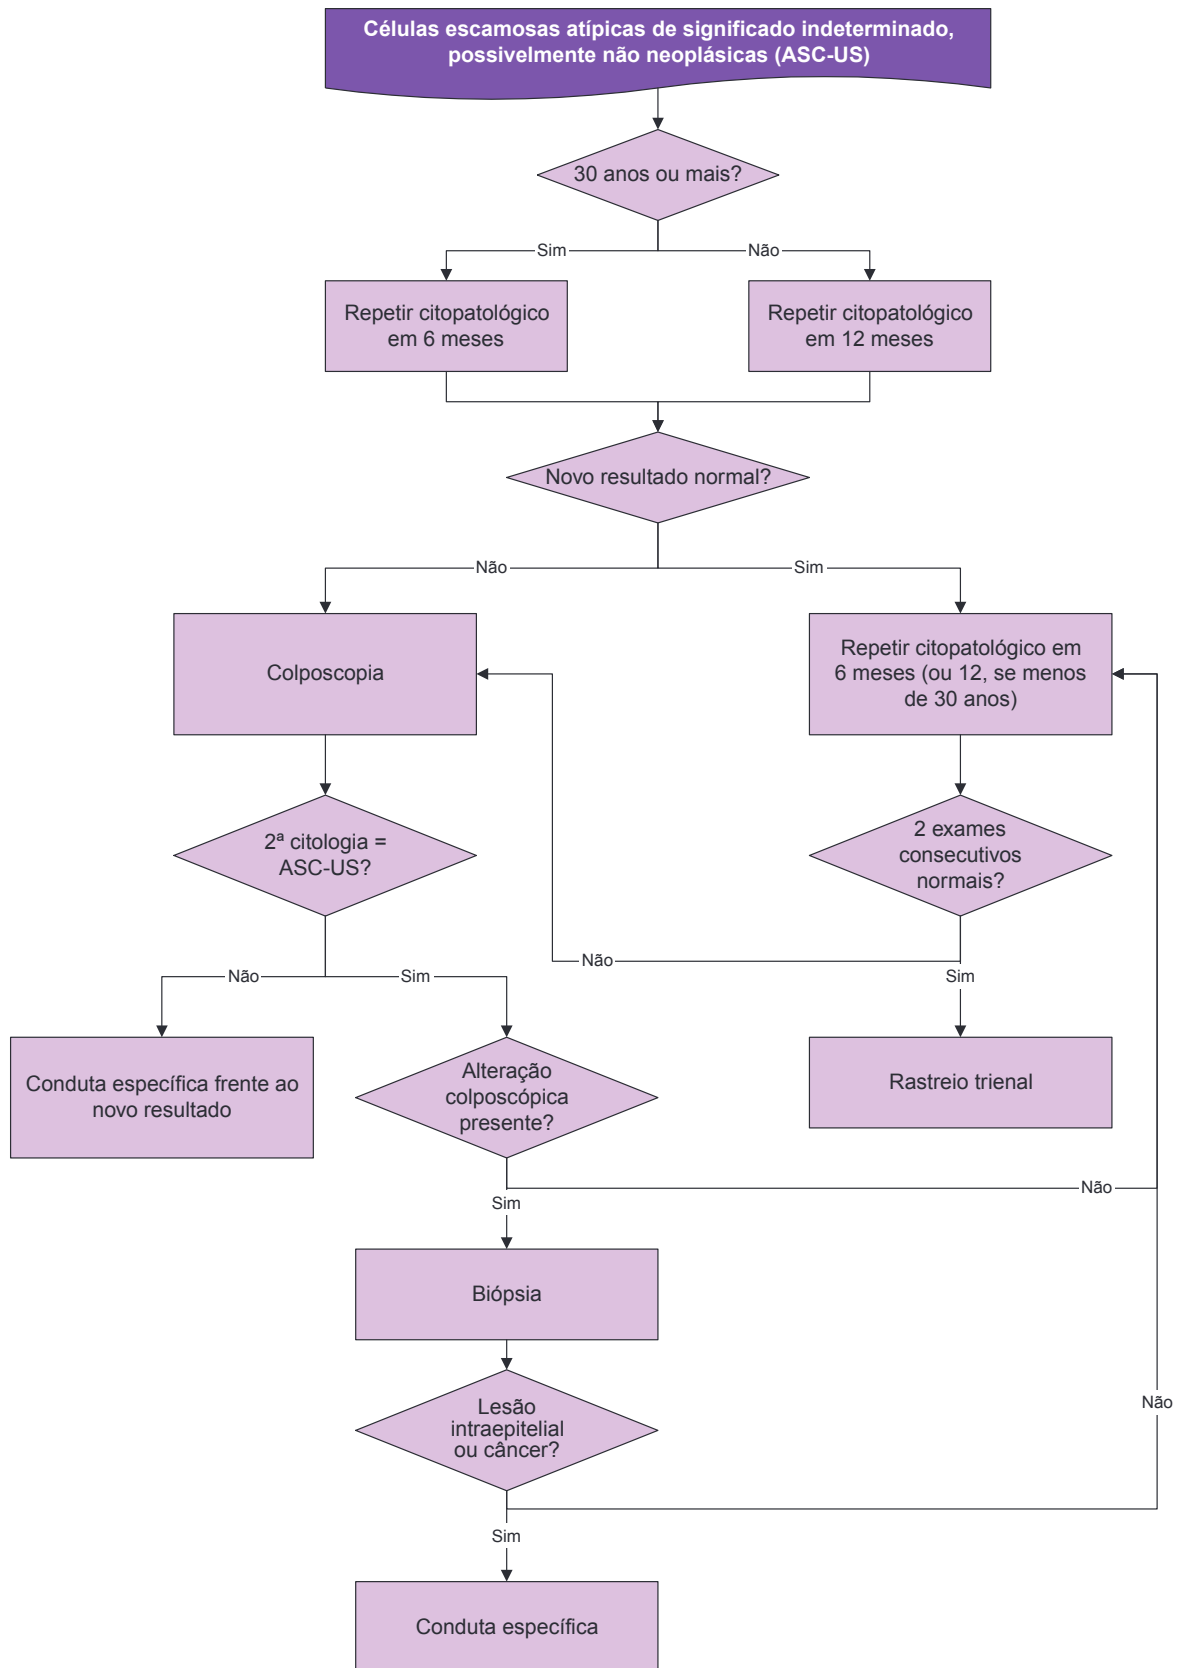 Células escamosas atípicas de significado indeterminado,
possivelmente não neoplásicas (ASC-US)
30 anos ou mais?
Sim
Não
Repetir citopatológico
em 6 meses
Repetir citopatológico
em 12 meses
Novo resultado normal?
Não
Sim
Colposcopia
Repetir citopatológico em
6 meses (ou 12, se menos
de 30 anos)
2ª citologia =
ASC-US?
2 exames
consecutivos
normais?
Não
Não
Sim
Sim
Conduta específica frente ao
novo resultado
Alteração
colposcópica
presente?
Rastreio trienal
Não
Sim
Biópsia
Lesão
intraepitelial
ou câncer?
Não
Sim
Conduta específica